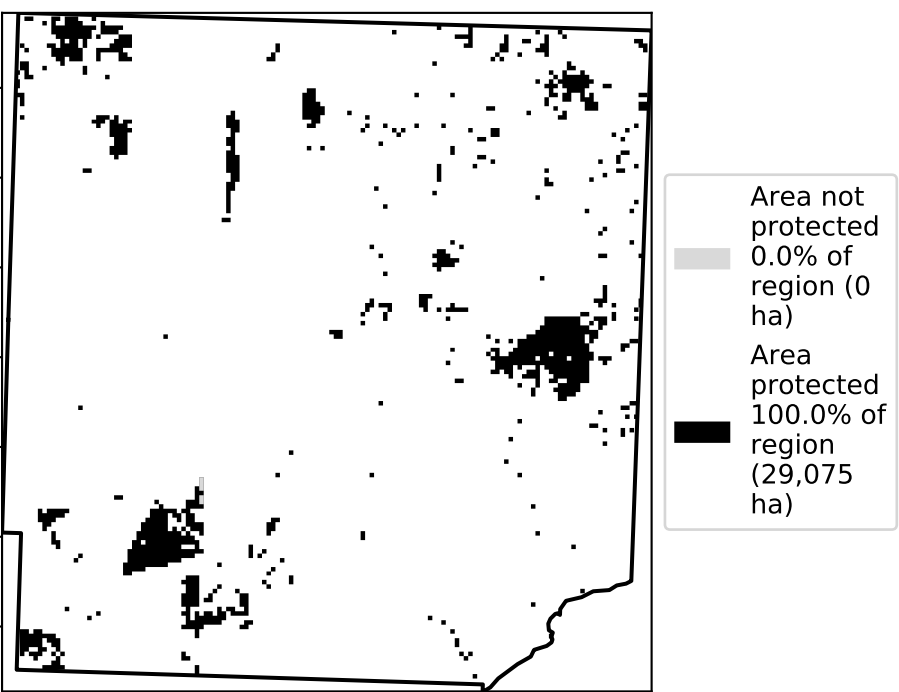 Area not
protected
0.0% of
region (0
ha)
Area
protected
100.0% of
region
(29,075
ha)